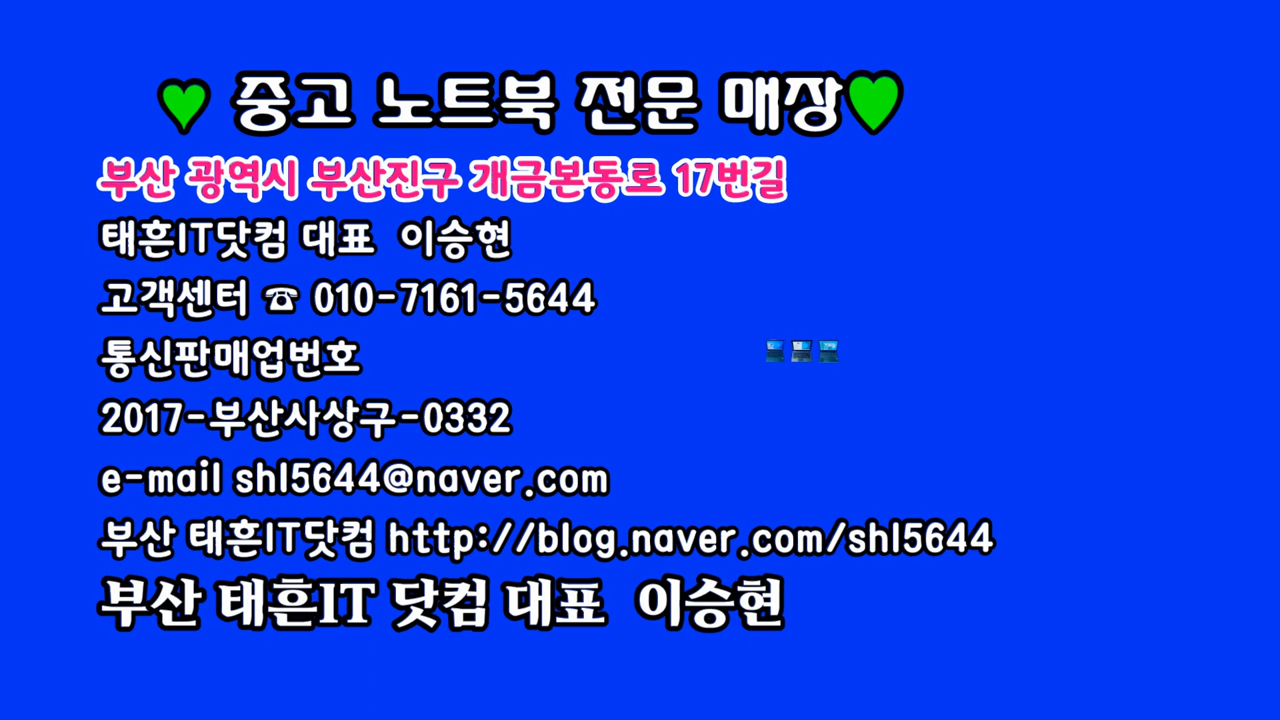 ♥ 중고 노트북 전문 매장♥
부산 광역시 부산진구 개금본동로 17번길
태흔IT닷컴 대표 이승현
고객센터 ☎ 010-7161-5644
통신판매업번호
2017-부산사상구-0332
e-mail shl5644@naver.com
부산 태흔IT닷컴 http://blog.naver.com/shl5644
부산 태흔IT 닷컴 대표 이승현